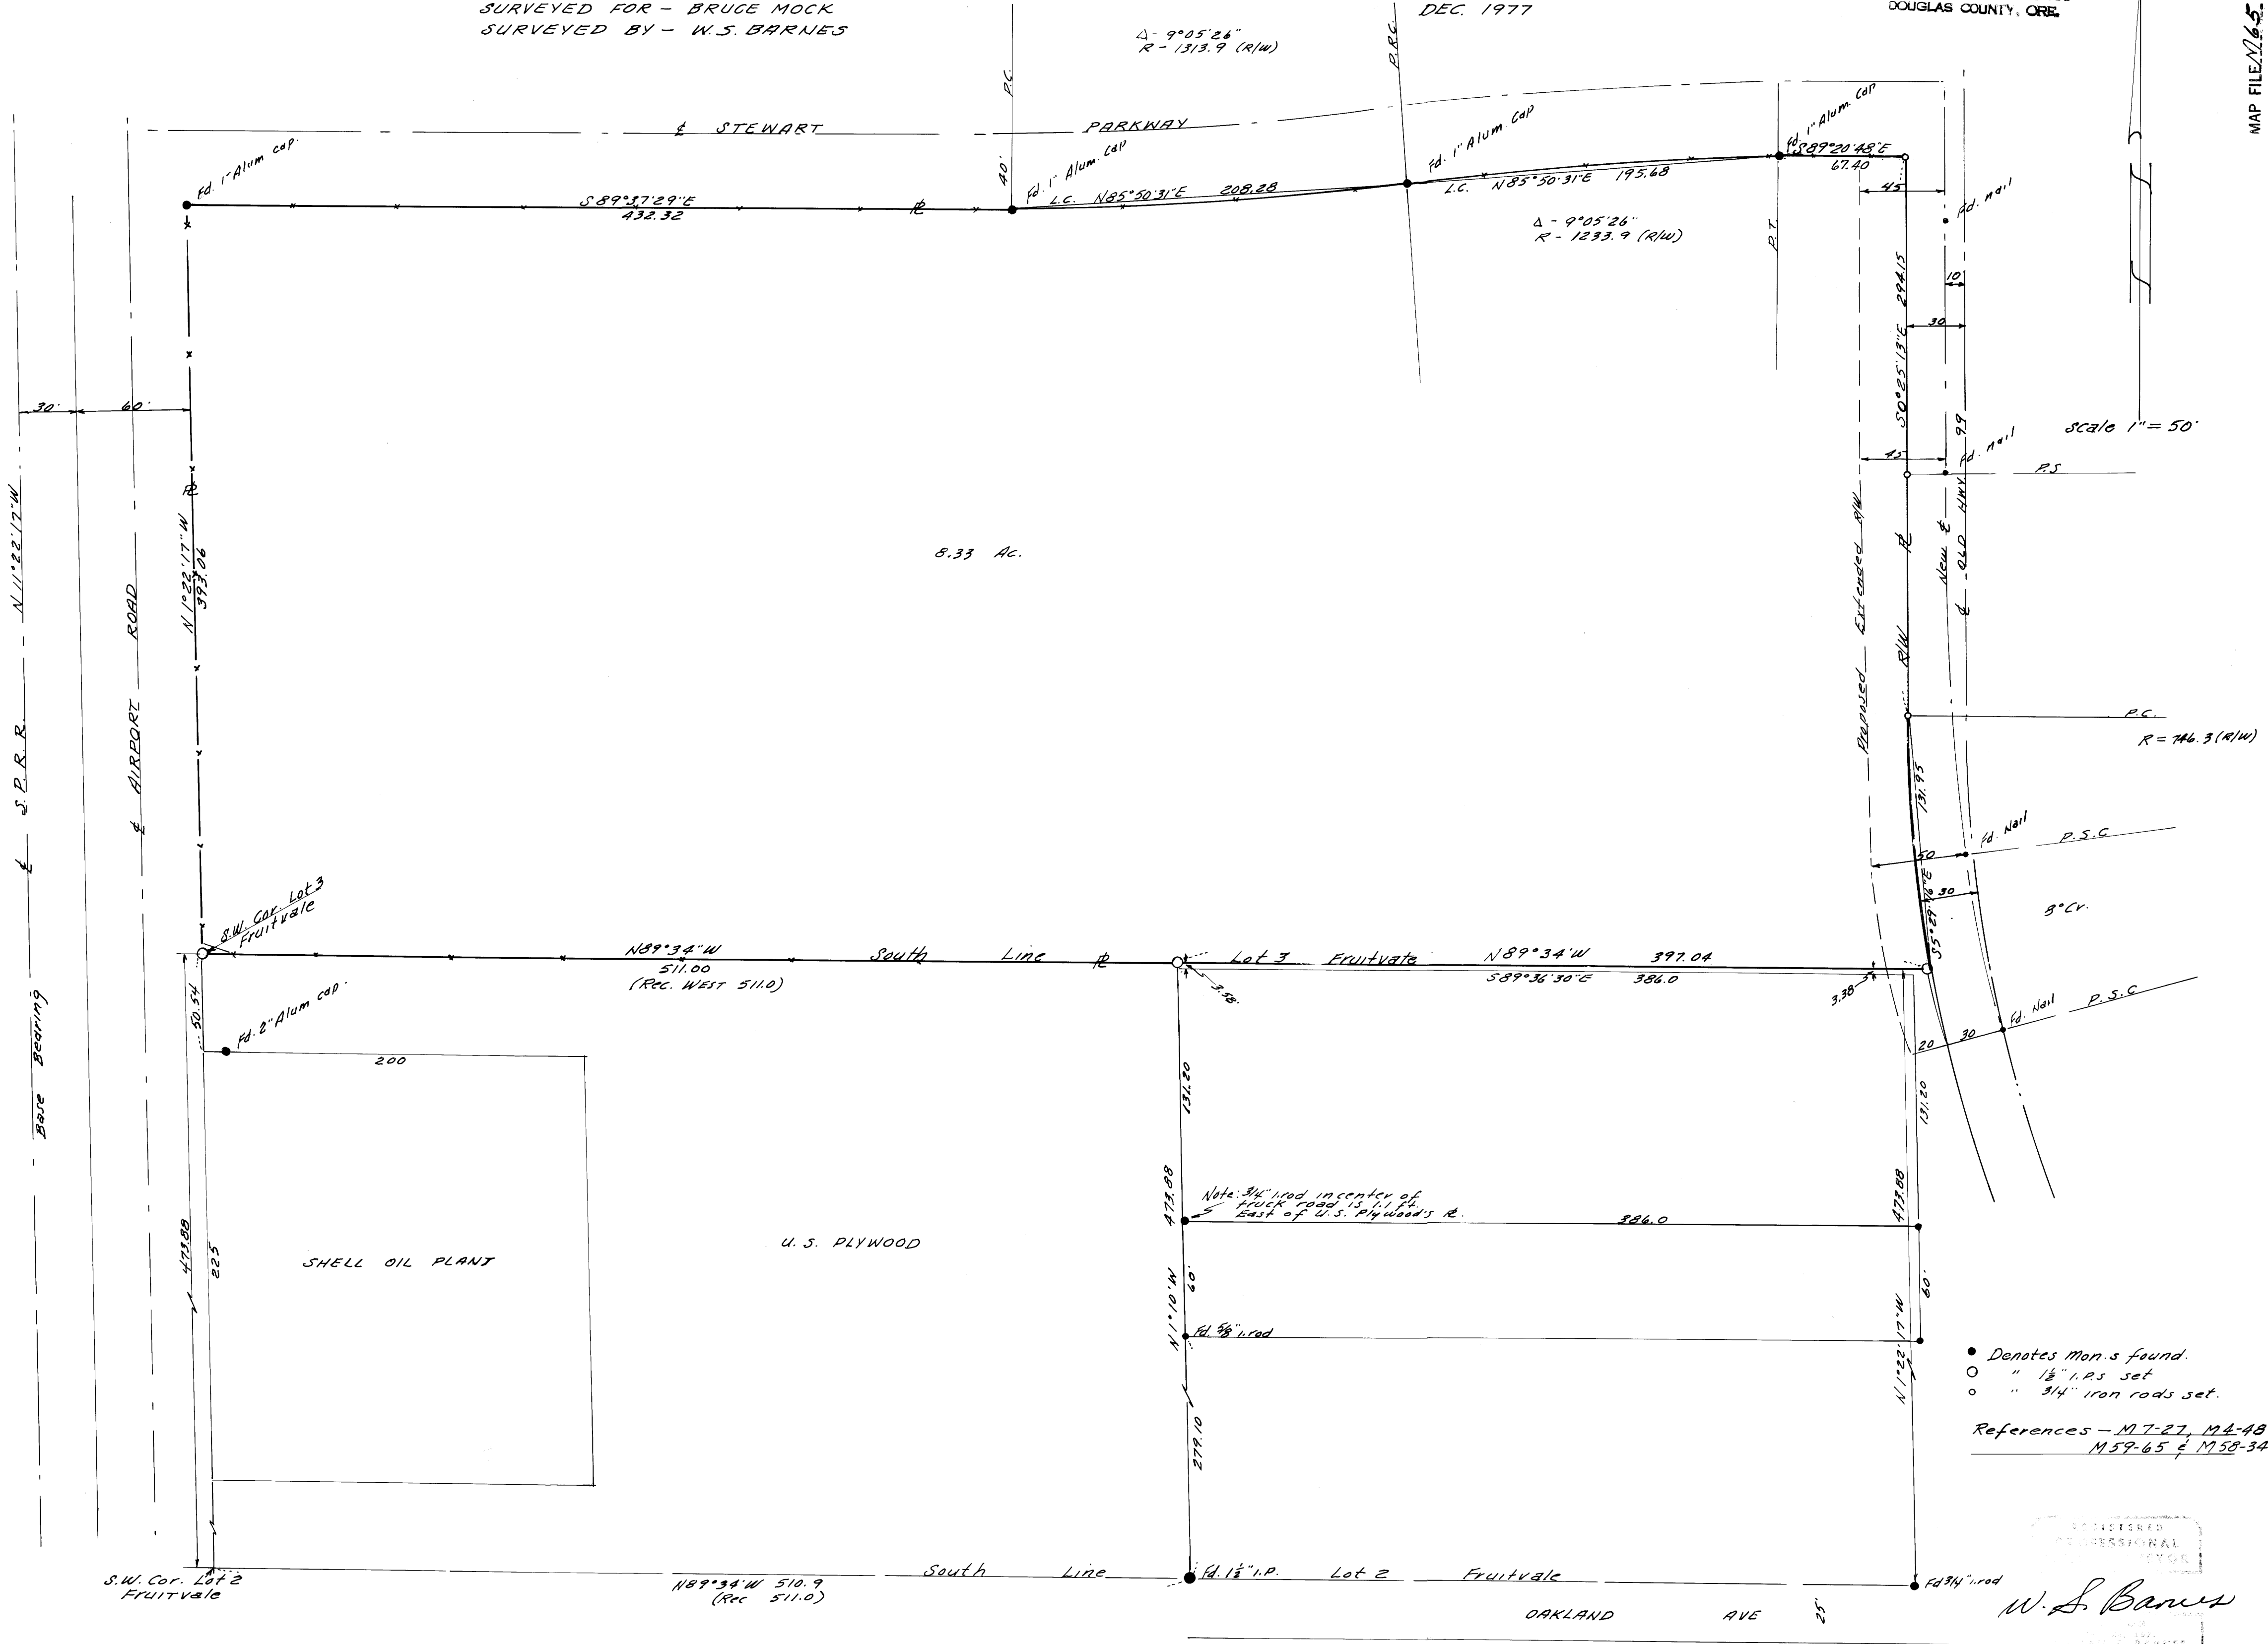 SURVEYED FOR - BRUCE MOCK
SURVEYED BY - W.S. BARNES
DEC. 1977
DOUGLAS COUNTY, ORE.
MAP FILE M65-
Δ - 9°05'26"
R - 1313.9 (R/W)
P.C.
P.R.C.
℄ STEWART PARKWAY
Fd. 1" Alum cap.
40'
Fd. 1" Alum. Cap
Fd. 1" Alum. Cap
Fd. 1" Alum. Cap
S89°37'29"E
432.32
℄
L.C. N85°50'31"E 208.28
L.C. N85°50'31"E 195.68
S89°20'48"E
67.40
45
Fd. nail
Δ - 9°05'26"
R - 1233.9 (R/W)
P.T.
S0°25'13"E 294.15
10
30
30'
60'
scale 1" = 50'
45
Fd. nail
P.S
N11°22'17"W
℄ S.P.R.R.
Base Bearing
℄ AIRPORT ROAD
N1°22'17"W
393.06
8.33 Ac.
Proposed Extended R/W
R/W
New ℄
℄ OLD HWY 99
P.C.
R = 746.3 (R/W)
131.95
Fd. Nail
P.S.C
50
S5°29'16"E
30
8°Cr.
S.W. Cor. Lot 3
Fruitvale
N89°34'W
511.00
(Rec. WEST 511.0)
South Line Lot 3 Fruitvate
N89°34'W 397.04
S89°36'30"E 386.0
3.58'
3.38'
50.54
Fd. 2" Alum cap.
200
Fd. Nail
P.S.C
20
30
131.20
131.20
473.88
473.88
Note: 3/4" i.rod in center of
truck road is 1.1 ft.
East of U.S. Plywood's ℄.
386.0
473.88
225
SHELL OIL PLANT
U.S. PLYWOOD
60'
60'
N1°10'W
N1°22'17"W
Fd. 5/8" i.rod
279.10
Denotes Mon.s found.
" 1½" I.P.s set
" 3/4" iron rods set.
References - M7-27, M4-48
M59-65 & M58-34
REGISTERED
PROFESSIONAL
S.W. Cor. Lot 2
Fruitvale
N89°34'W 510.9
(Rec 511.0)
South Line Lot 2 Fruitvale
Fd. 1½" I.P.
Fd 3/4" i.rod
OAKLAND AVE
25'
W. S. Barnes